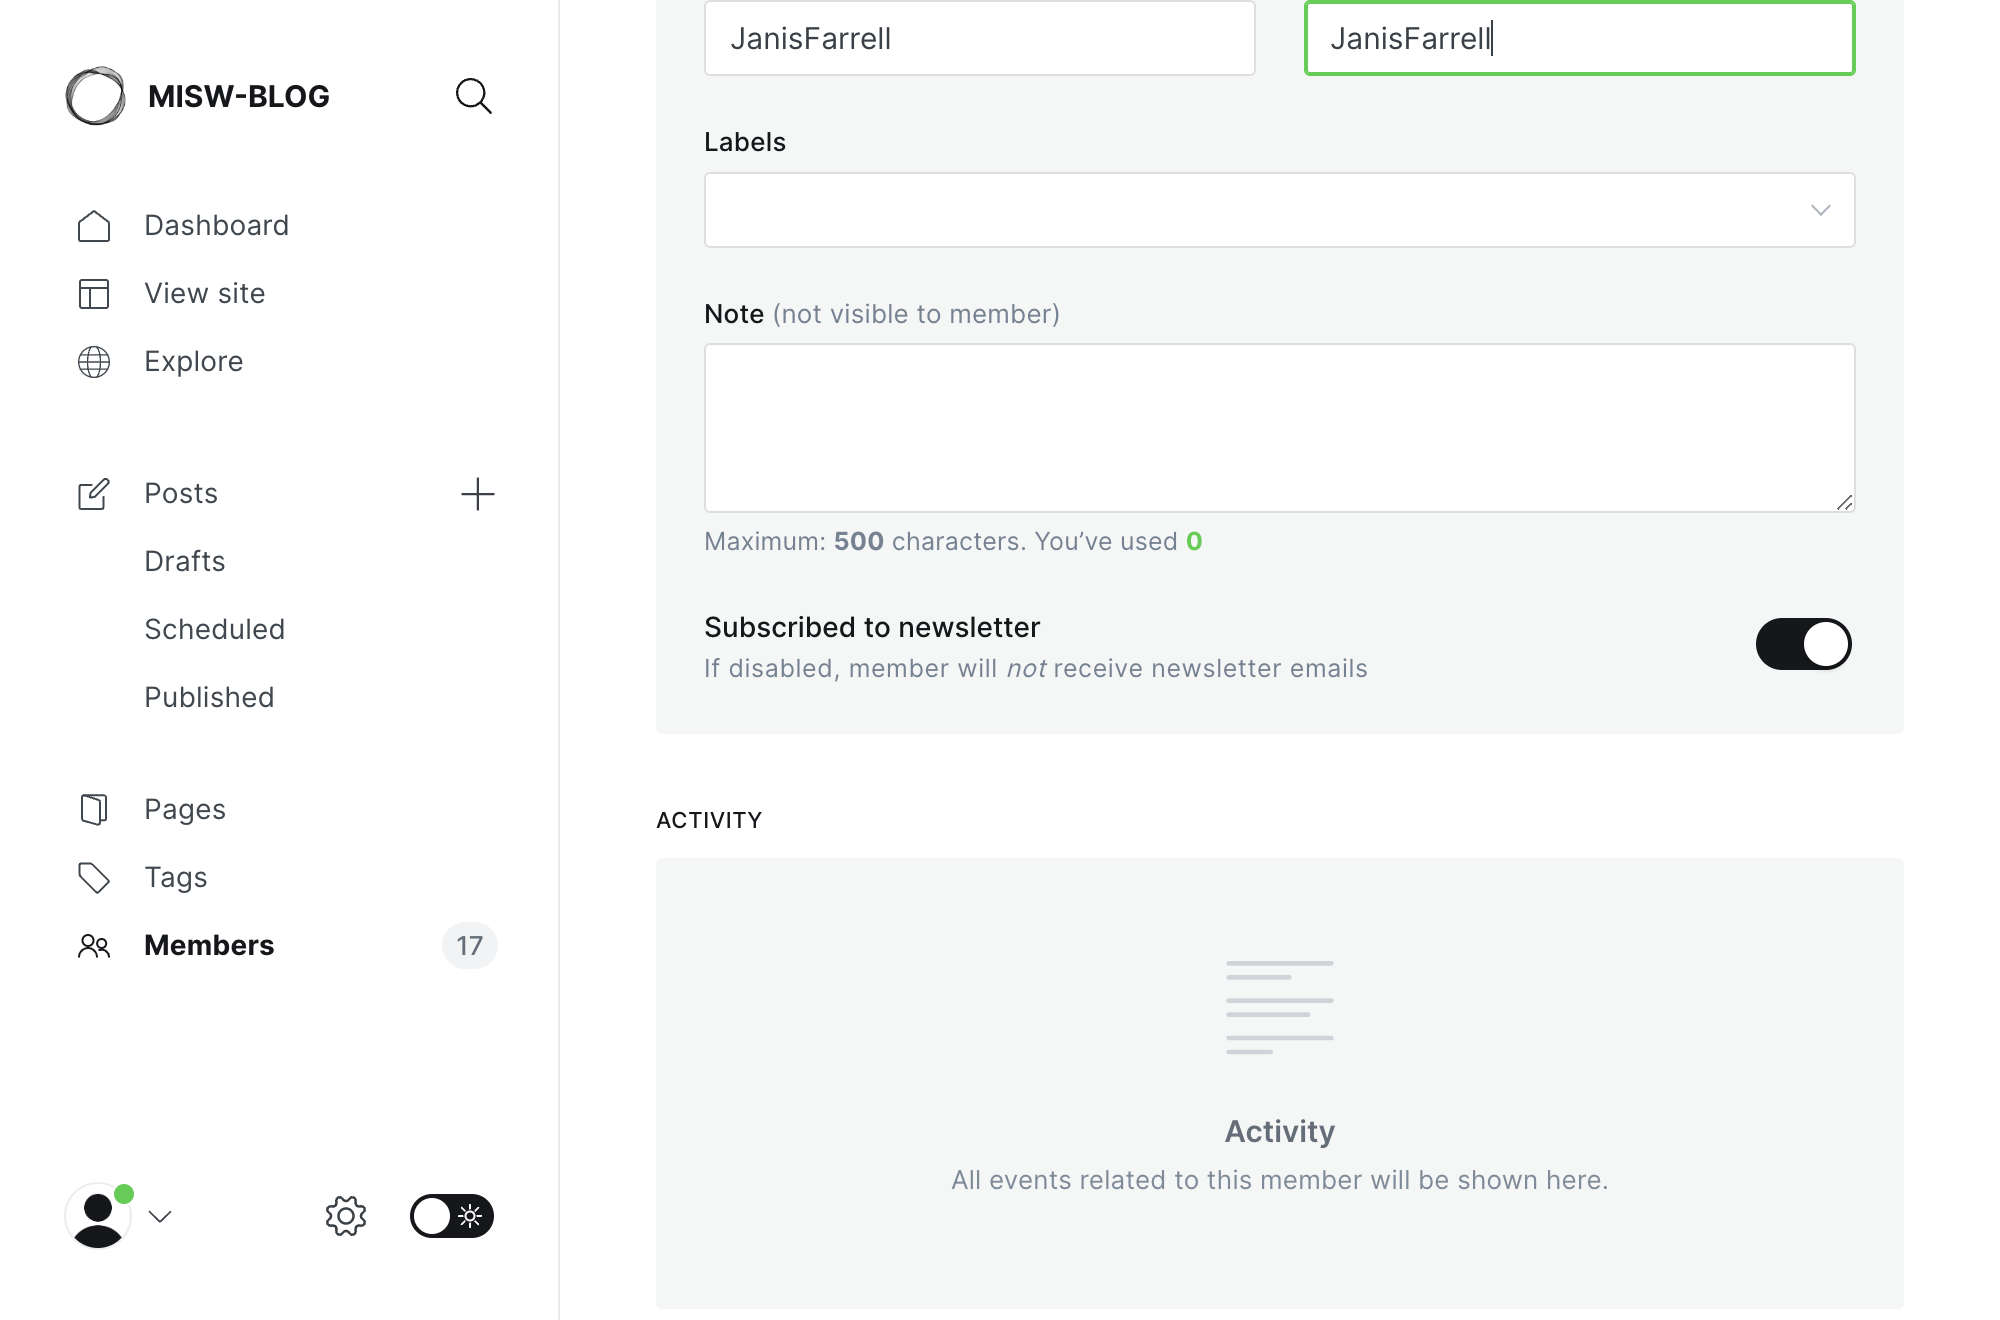 MISW-BLOG
Dashboard
View site
Explore
Posts
Drafts
Scheduled
Published
Pages
Tags
Members 17
JanisFarrell JanisFarrell
Labels
Note (not visible to member)
Maximum: 500 characters. You’ve used 0
Subscribed to newsletter
If disabled, member will not receive newsletter emails
ACTIVITY
Activity
All events related to this member will be shown here.